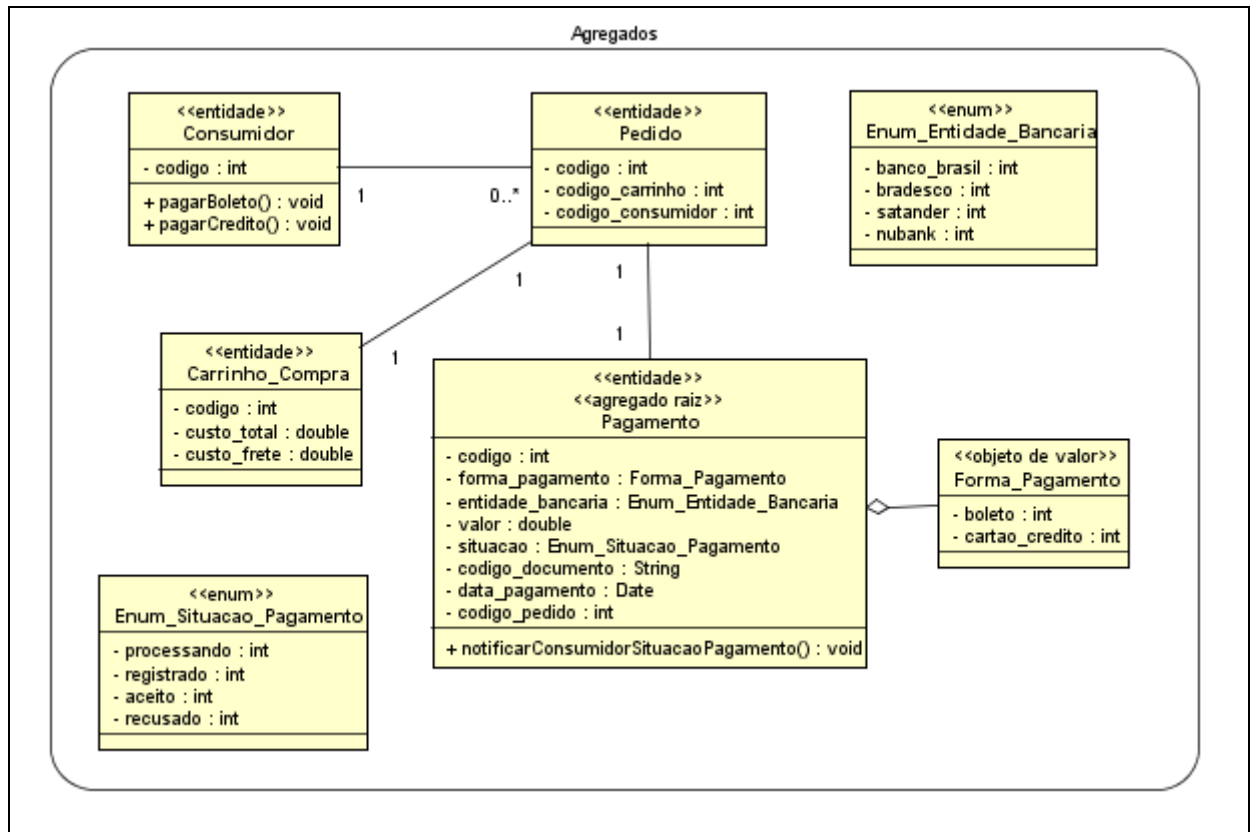 Agregados
<<entidade>>
Consumidor
- codigo : int
+ pagarBoleto() : void
+ pagarCredito() : void
1
0..*
<<entidade>>
Pedido
- codigo : int
- codigo_carrinho : int
- codigo_consumidor : int
<<enum>>
Enum_Entidade_Bancaria
- banco_brasil : int
- bradesco : int
- satander : int
- nubank : int
1
1
1
1
<<entidade>>
Carrinho_Compra
- codigo : int
- custo_total : double
- custo_frete : double
<<entidade>>
<<agregado raiz>>
Pagamento
- codigo : int
- forma_pagamento : Forma_Pagamento
- entidade_bancaria : Enum_Entidade_Bancaria
- valor : double
- situacao : Enum_Situacao_Pagamento
- codigo_documento : String
- data_pagamento : Date
- codigo_pedido : int
+ notificarConsumidorSituacaoPagamento() : void
<<objeto de valor>>
Forma_Pagamento
- boleto : int
- cartao_credito : int
<<enum>>
Enum_Situacao_Pagamento
- processando : int
- registrado : int
- aceito : int
- recusado : int